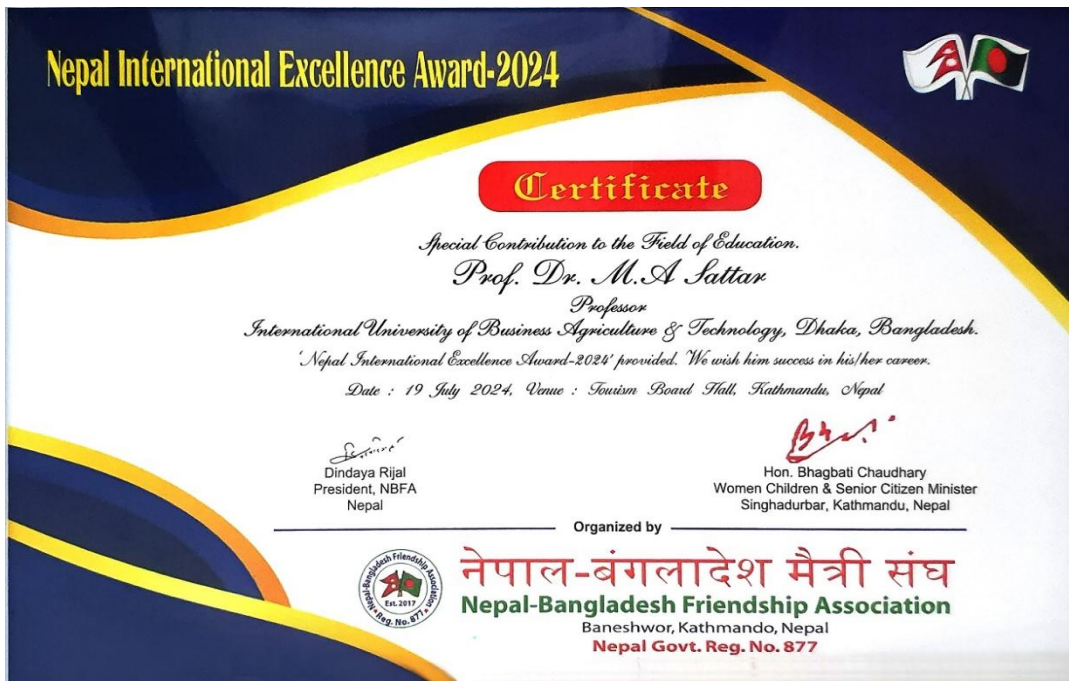 Nepal International Excellence Award-2024
Certificate
Special Contribution to the Field of Education.
Prof. Dr. M.A Sattar
Professor
International University of Business Agriculture & Technology, Dhaka, Bangladesh.
'Nepal International Excellence Award-2024' provided. We wish him success in his/her career.
Date : 19 July 2024, Venue : Tourism Board Hall, Kathmandu, Nepal
Dindaya Rijal
President, NBFA
Nepal
Hon. Bhagbati Chaudhary
Women Children & Senior Citizen Minister
Singhadurbar, Kathmandu, Nepal
Organized by
Nepal-Bangladesh Friendship Association
Est. 2017
Reg. No. 877
नेपाल-बंगलादेश मैत्री संघ
Nepal-Bangladesh Friendship Association
Baneshwor, Kathmando, Nepal
Nepal Govt. Reg. No. 877